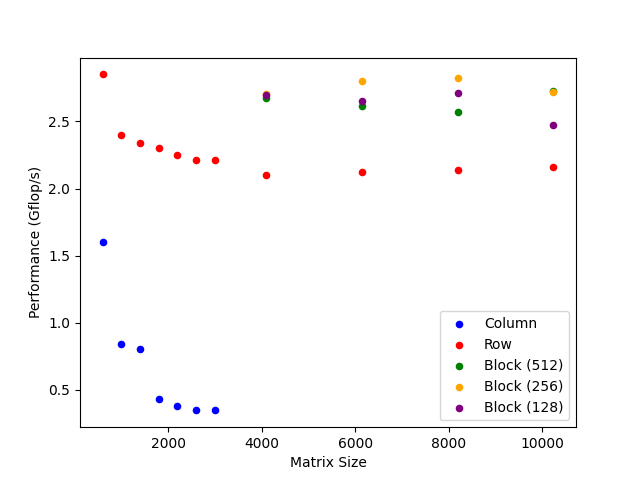 Performance (Gflop/s)
2.5
2.0
1.5
1.0
0.5
2000 4000 6000 8000 10000
Matrix Size
Column
Row
Block (512)
Block (256)
Block (128)